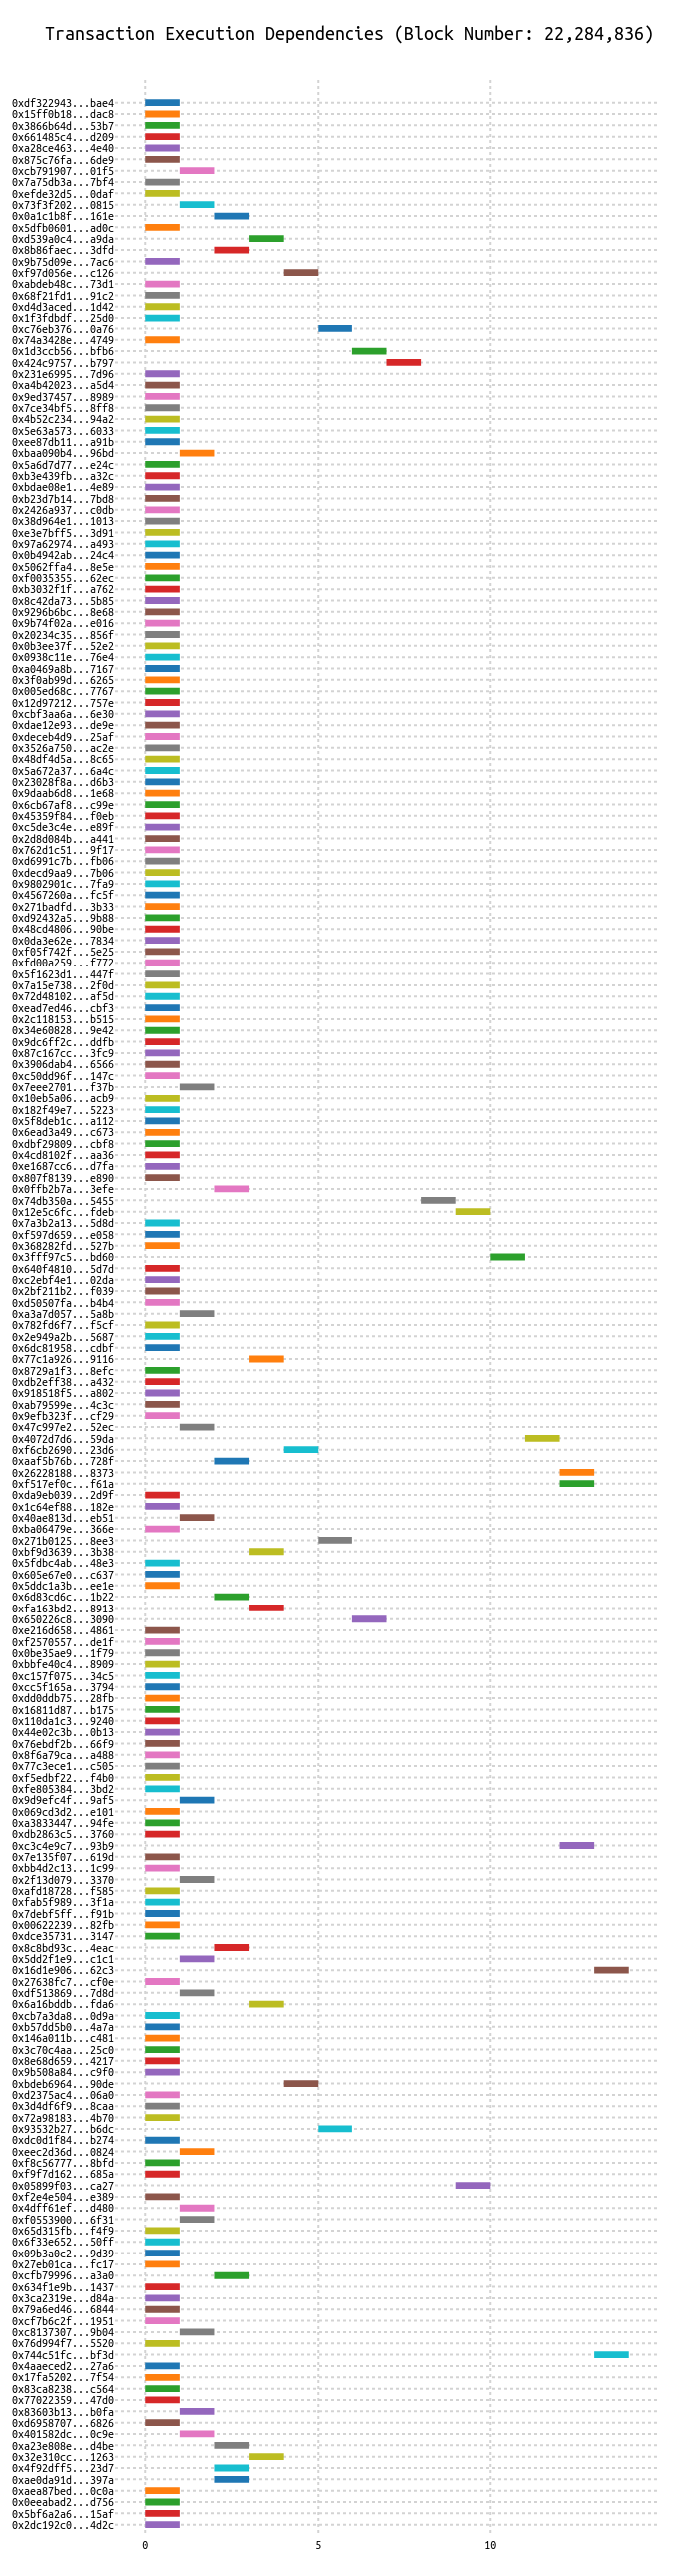 Transaction Execution Dependencies (Block Number: 22,284,836)
0xdf322943...bae4
0x15ff0b18...dac8
0x3866b64d...53b7
0x661485c4...d209
0xa28ce463...4e40
0x875c76fa...6de9
0xcb791907...01f5
0x7a75db3a...7bf4
0xefde32d5...0daf
0x73f3f202...0815
0x0a1c1b8f...161e
0x5dfb0601...ad0c
0xd539a0c4...a9da
0x8b86faec...3dfd
0x9b75d09e...7ac6
0xf97d056e...c126
0xabdeb48c...73d1
0x68f21fd1...91c2
0xd4d3aced...1d42
0x1f3fdbdf...25d0
0xc76eb376...0a76
0x74a3428e...4749
0x1d3ccb56...bfb6
0x424c9757...b797
0x231e6995...7d96
0xa4b42023...a5d4
0x9ed37457...8989
0x7ce34bf5...8ff8
0x4b52c234...94a2
0x5e63a573...6033
0xee87db11...a91b
0xbaa090b4...96bd
0x5a6d7d77...e24c
0xb3e439fb...a32c
0xbdae08e1...4e89
0xb23d7b14...7bd8
0x2426a937...c0db
0x38d964e1...1013
0xe3e7bff5...3d91
0x97a62974...a493
0x0b4942ab...24c4
0x5062ffa4...8e5e
0xf0035355...62ec
0xb3032f1f...a762
0x8c42da73...5b85
0x9296b6bc...8e68
0x9b74f02a...e016
0x20234c35...856f
0x0b3ee37f...52e2
0x0938c11e...76e4
0xa0469a8b...7167
0x3f0ab99d...6265
0x005ed68c...7767
0x12d97212...757e
0xcbf3aa6a...6e30
0xdae12e93...de9e
0xdeceb4d9...25af
0x3526a750...ac2e
0x48df4d5a...8c65
0x5a672a37...6a4c
0x23028f8a...d6b3
0x9daab6d8...1e68
0x6cb67af8...c99e
0x45359f84...f0eb
0xc5de3c4e...e89f
0x2d8d084b...a441
0x762d1c51...9f17
0xd6991c7b...fb06
0xdecd9aa9...7b06
0x9802901c...7fa9
0x4567260a...fc5f
0x271badfd...3b33
0xd92432a5...9b88
0x48cd4806...90be
0x0da3e62e...7834
0xf05f742f...5e25
0xfd00a259...f772
0x5f1623d1...447f
0x7a15e738...2f0d
0x72d48102...af5d
0xead7ed46...cbf3
0x2c118153...b515
0x34e60828...9e42
0x9dc6ff2c...ddfb
0x87c167cc...3fc9
0x3906dab4...6566
0xc50dd96f...147c
0x7eee2701...f37b
0x10eb5a06...acb9
0x182f49e7...5223
0x5f8deb1c...a112
0x6ead3a49...c673
0xdbf29809...cbf8
0x4cd8102f...aa36
0xe1687cc6...d7fa
0x807f8139...e890
0x0ffb2b7a...3efe
0x74db350a...5455
0x12e5c6fc...fdeb
0x7a3b2a13...5d8d
0xf597d659...e058
0x368282fd...527b
0x3fff97c5...bd60
0x640f4810...5d7d
0xc2ebf4e1...02da
0x2bf211b2...f039
0xd50507fa...b4b4
0xa3a7d057...5a8b
0x782fd6f7...f5cf
0x2e949a2b...5687
0x6dc81958...cdbf
0x77c1a926...9116
0x8729a1f3...8efc
0xdb2eff38...a432
0x918518f5...a802
0xab79599e...4c3c
0x9efb323f...cf29
0x47c997e2...52ec
0x4072d7d6...59da
0xf6cb2690...23d6
0xaaf5b76b...728f
0x26228188...8373
0xf517ef0c...f61a
0xda9eb039...2d9f
0x1c64ef88...182e
0x40ae813d...eb51
0xba06479e...366e
0x271b0125...8ee3
0xbf9d3639...3b38
0x5fdbc4ab...48e3
0x605e67e0...c637
0x5ddc1a3b...ee1e
0x6d83cd6c...1b22
0xfa163bd2...8913
0x650226c8...3090
0xe216d658...4861
0xf2570557...de1f
0x0be35ae9...1f79
0xbbfe40c4...8909
0xc157f075...34c5
0xcc5f165a...3794
0xdd0ddb75...28fb
0x16811d87...b175
0x110da1c3...9240
0x44e02c3b...0b13
0x76ebdf2b...66f9
0x8f6a79ca...a488
0x77c3ece1...c505
0xf5edbf22...f4b0
0xfe805384...3bd2
0x9d9efc4f...9af5
0x069cd3d2...e101
0xa3833447...94fe
0xdb2863c5...3760
0xc3c4e9c7...93b9
0x7e135f07...619d
0xbb4d2c13...1c99
0x2f13d079...3370
0xafd18728...f585
0xfab5f989...3f1a
0x7debf5ff...f91b
0x00622239...82fb
0xdce35731...3147
0x8c8bd93c...4eac
0x5dd2f1e9...c1c1
0x16d1e906...62c3
0x27638fc7...cf0e
0xdf513869...7d8d
0x6a16bddb...fda6
0xcb7a3da8...0d9a
0xb57dd5b0...4a7a
0x146a011b...c481
0x3c70c4aa...25c0
0x8e68d659...4217
0x9b508a84...c9f0
0xbdeb6964...90de
0xd2375ac4...06a0
0x3d4df6f9...8caa
0x72a98183...4b70
0x93532b27...b6dc
0xdc0d1f84...b274
0xeec2d36d...0824
0xf8c56777...8bfd
0xf9f7d162...685a
0x05899f03...ca27
0xf2e4e504...e389
0x4dff61ef...d480
0xf0553900...6f31
0x65d315fb...f4f9
0x6f33e652...50ff
0x09b3a0c2...9d39
0x27eb01ca...fc17
0xcfb79996...a3a0
0x634f1e9b...1437
0x3ca2319e...d84a
0x79a6ed46...6844
0xcf7b6c2f...1951
0xc8137307...9b04
0x76d994f7...5520
0x744c51fc...bf3d
0x4aaeced2...27a6
0x17fa5202...7f54
0x83ca8238...c564
0x77022359...47d0
0x83603b13...b0fa
0xd6958707...6826
0x401582dc...0c9e
0xa23e808e...d4be
0x32e310cc...1263
0x4f92dff5...23d7
0xae0da91d...397a
0xaea87bed...0c0a
0x0eeabad2...d756
0x5bf6a2a6...15af
0x2dc192c0...4d2c
0 5 10